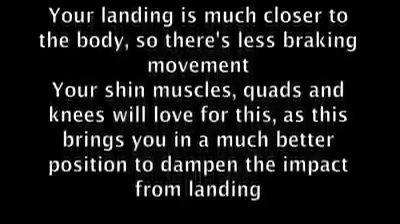 Your landing is much closer to
the body, so there's less braking
movement
Your shin muscles, quads and
knees will love for this, as this
brings you in a much better
position to dampen the impact
from landing